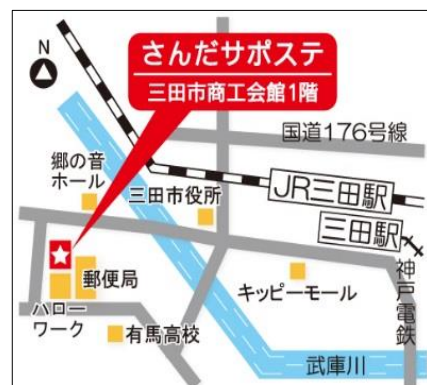 N
さんだサポステ
三田市商工会館1階
国道176号線
郷の音
ホール
三田市役所
JR三田駅
三田駅
神戸電鉄
郵便局
ハロー
ワーク
キッピーモール
有馬高校
武庫川